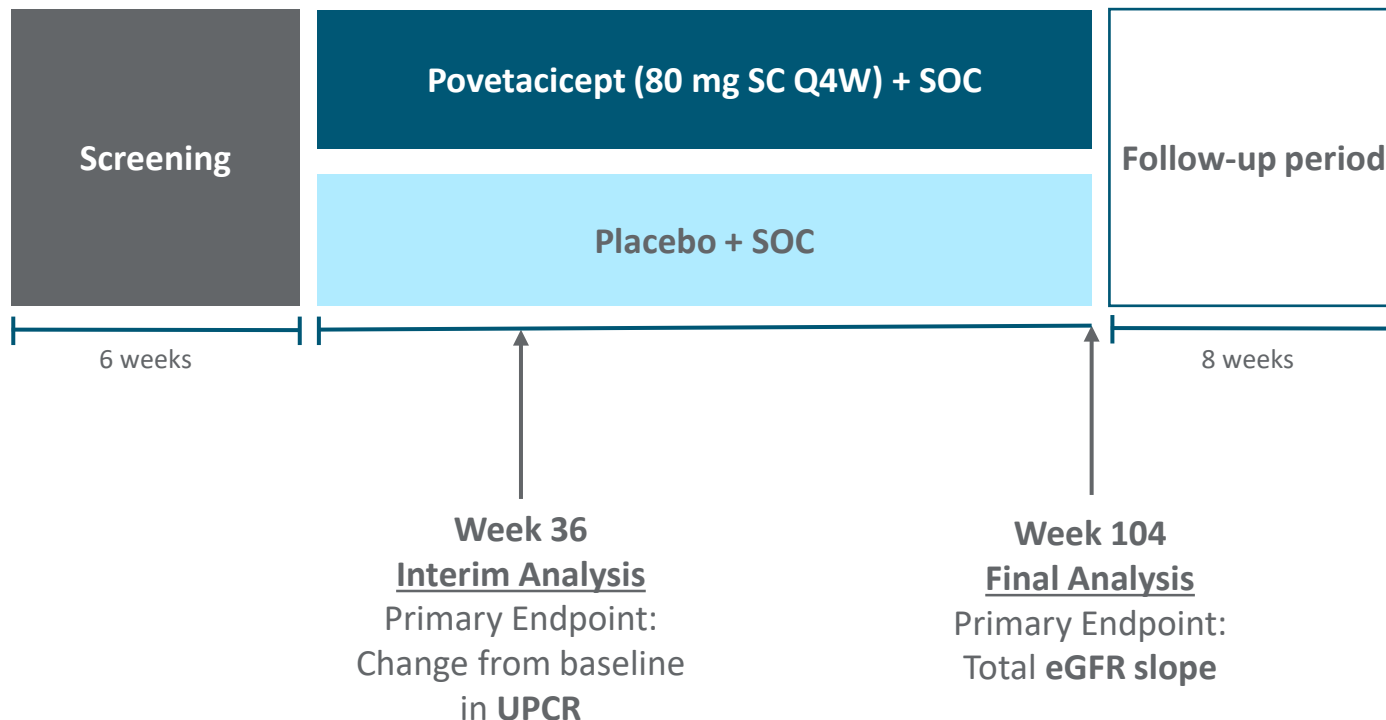 Povetacicept (80 mg SC Q4W) + SOC
Screening
Follow-up period
Placebo + SOC
6 weeks
8 weeks
Week 36
Interim Analysis
Primary Endpoint:
Change from baseline
in UPCR
Week 104
Final Analysis
Primary Endpoint:
Total eGFR slope